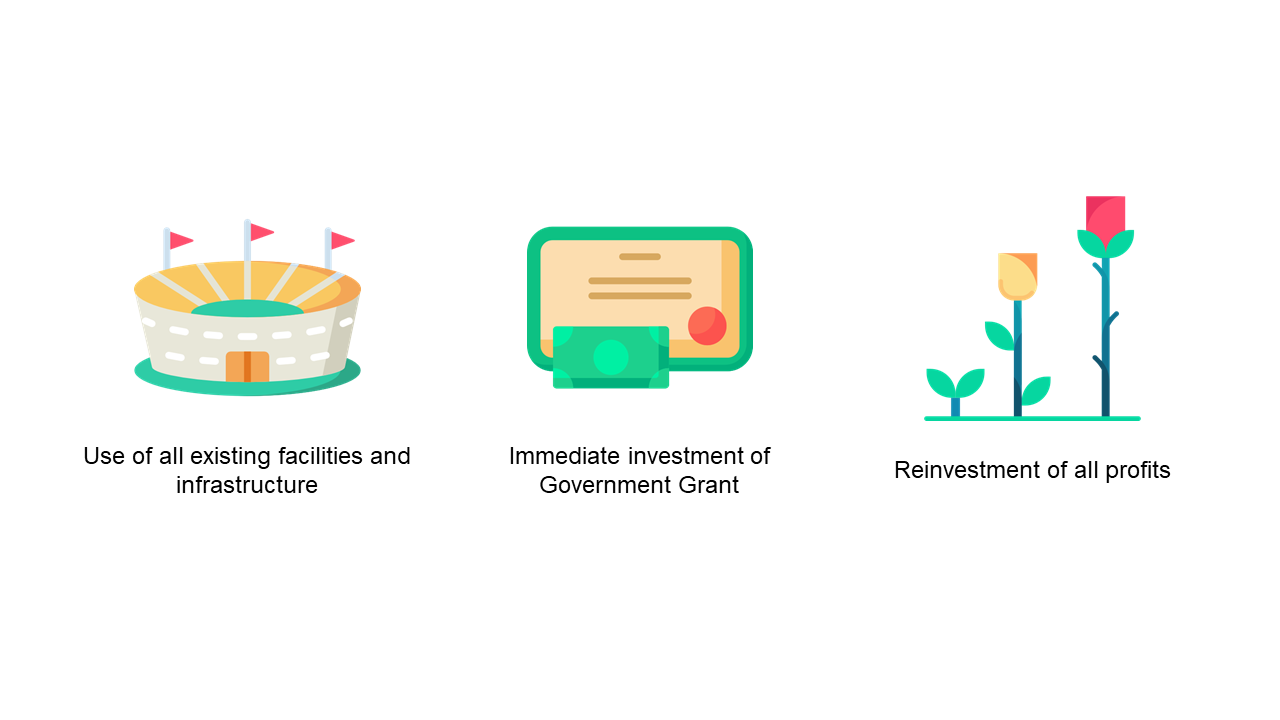 Use of all existing facilities and
infrastructure
Immediate investment of
Government Grant
Reinvestment of all profits